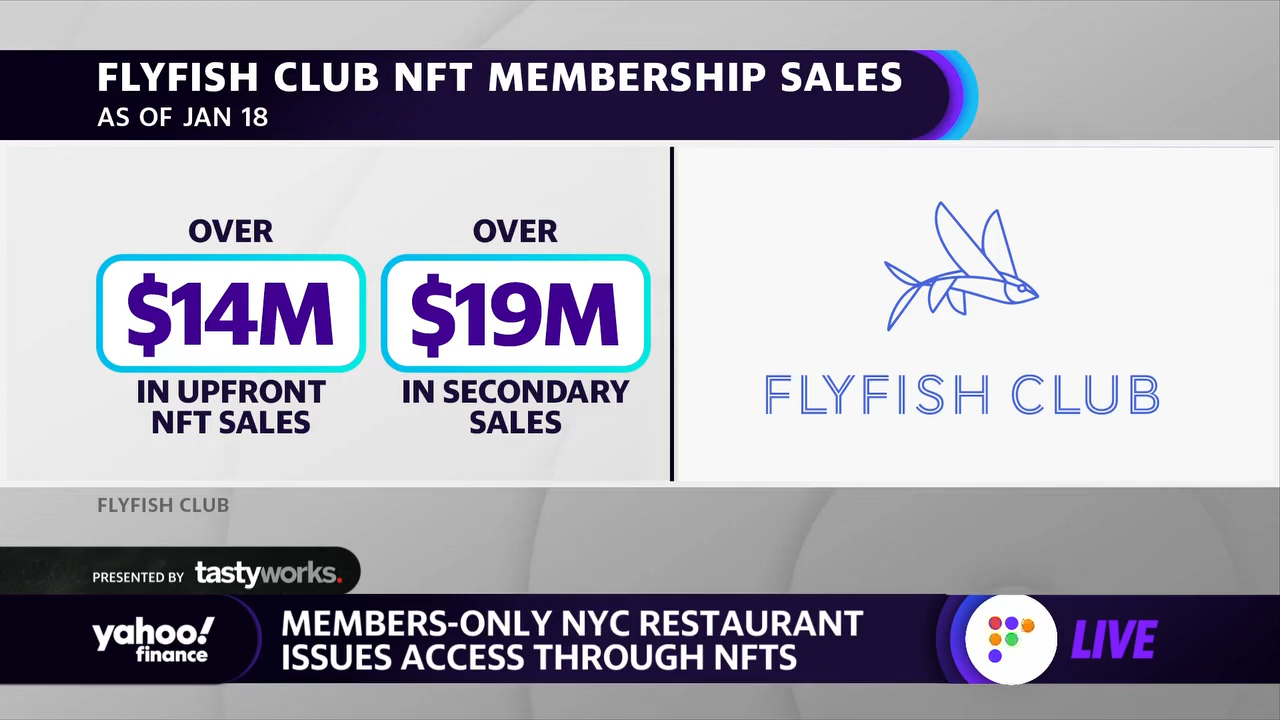 FLYFISH CLUB NFT MEMBERSHIP SALES
AS OF JAN 18
OVER
$14M
IN UPFRONT
NFT SALES
OVER
$19M
IN SECONDARY
SALES
FLYFISH CLUB
FLYFISH CLUB
PRESENTED BY tastyworks.
yahoo!
finance
MEMBERS-ONLY NYC RESTAURANT
ISSUES ACCESS THROUGH NFTS
LIVE